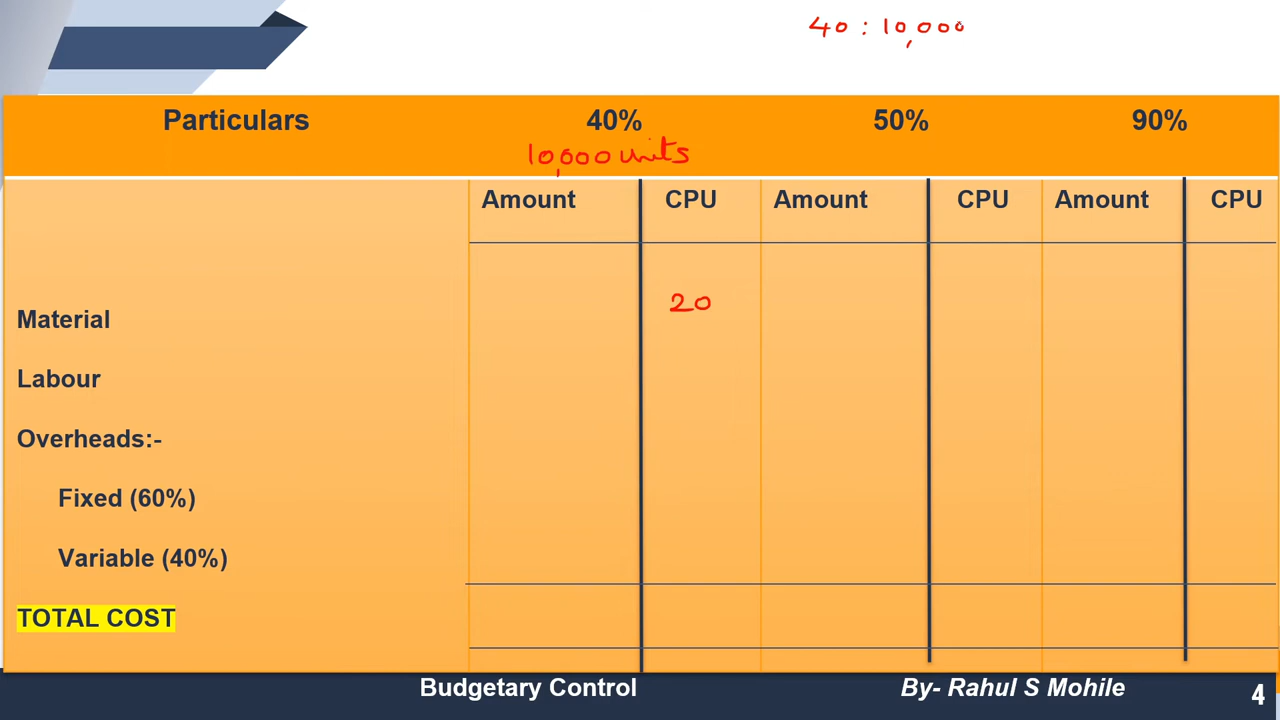 40 : 10,000
Particulars 40% 50% 90%
10,000 units
Amount CPU Amount CPU Amount CPU
20
Material
Labour
Overheads:-
Fixed (60%)
Variable (40%)
TOTAL COST
Budgetary Control By- Rahul S Mohile 4